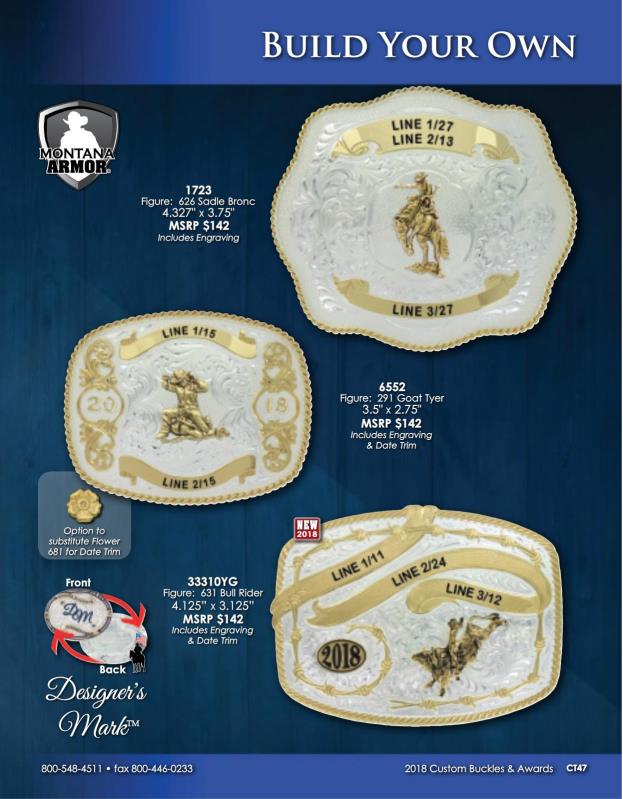 BUILD YOUR OWN
MONTANA
ARMOR®
LINE 1/27
LINE 2/13
LINE 3/27
1723
Figure: 626 Sadle Bronc
4.327" x 3.75"
MSRP $142
Includes Engraving
LINE 1/15
20 18
LINE 2/15
6552
Figure: 291 Goat Tyer
3.5" x 2.75"
MSRP $142
Includes Engraving
& Date Trim
Option to
substitute Flower
681 for Date Trim
NEW
2018
LINE 1/11
LINE 2/24
LINE 3/12
2018
33310YG
Figure: 631 Bull Rider
4.125" x 3.125"
MSRP $142
Includes Engraving
& Date Trim
Front
DM
Back
Designer's
Mark™
800-548-4511 • fax 800-446-0233
2018 Custom Buckles & Awards CT47